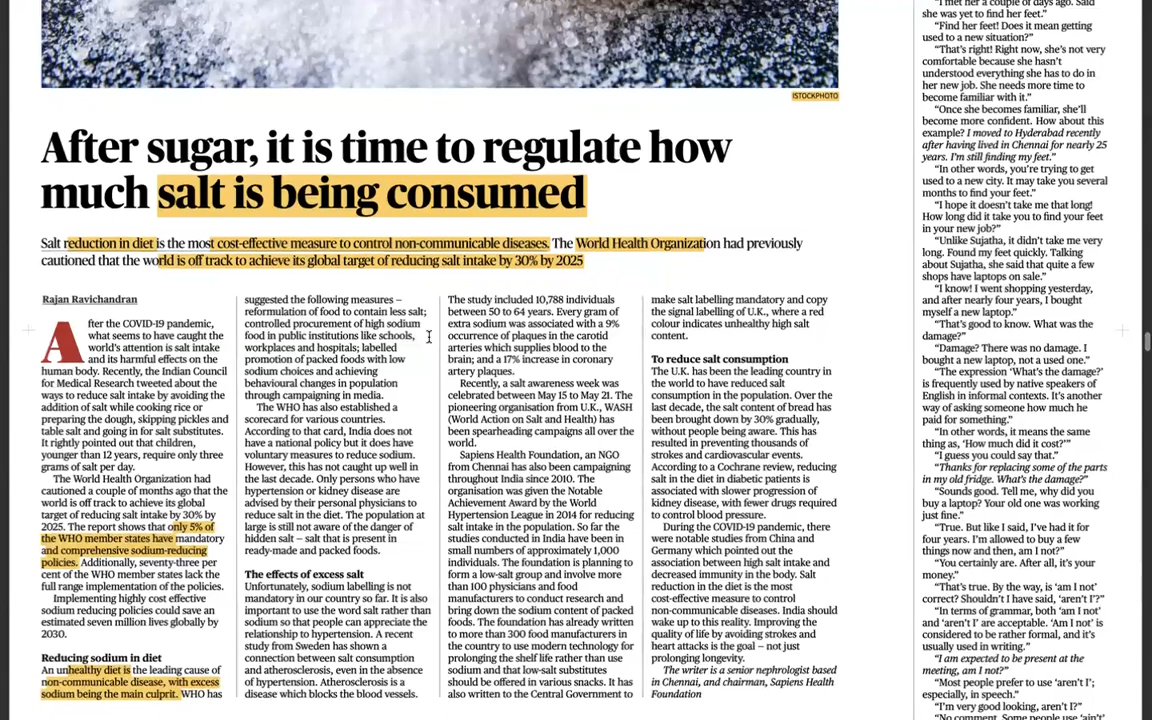 ISTOCKPHOTO
After sugar, it is time to regulate how
much salt is being consumed
Salt reduction in diet is the most cost-effective measure to control non-communicable diseases. The World Health Organization had previously
cautioned that the world is off track to achieve its global target of reducing salt intake by 30% by 2025
Rajan Ravichandran
After the COVID-19 pandemic,
what seems to have caught the
world's attention is salt intake
and its harmful effects on the
human body. Recently, the Indian Council
for Medical Research tweeted about the
ways to reduce salt intake by avoiding the
addition of salt while cooking rice or
preparing the dough, skipping pickles and
table salt and going in for salt substitutes.
It rightly pointed out that children,
younger than 12 years, require only three
grams of salt per day.
The World Health Organization had
cautioned a couple of months ago that the
world is off track to achieve its global
target of reducing salt intake by 30% by
2025. The report shows that only 5% of
the WHO member states have mandatory
and comprehensive sodium-reducing
policies. Additionally, seventy-three per
cent of the WHO member states lack the
full range implementation of the policies.
Implementing highly cost effective
sodium reducing policies could save an
estimated seven million lives globally by
2030.
Reducing sodium in diet
An unhealthy diet is the leading cause of
non-communicable disease, with excess
sodium being the main culprit. WHO has
suggested the following measures –
reformulation of food to contain less salt;
controlled procurement of high sodium
food in public institutions like schools,
workplaces and hospitals; labelled
promotion of packed foods with low
sodium choices and achieving
behavioural changes in population
through campaigning in media.
The WHO has also established a
scorecard for various countries.
According to that card, India does not
have a national policy but it does have
voluntary measures to reduce sodium.
However, this has not caught up well in
the last decade. Only persons who have
hypertension or kidney disease are
advised by their personal physicians to
reduce salt in the diet. The population at
large is still not aware of the danger of
hidden salt – salt that is present in
ready-made and packed foods.
The effects of excess salt
Unfortunately, sodium labelling is not
mandatory in our country so far. It is also
important to use the word salt rather than
sodium so that people can appreciate the
relationship to hypertension. A recent
study from Sweden has shown a
connection between salt consumption
and atherosclerosis, even in the absence
of hypertension. Atherosclerosis is a
disease which blocks the blood vessels.
The study included 10,788 individuals
between 50 to 64 years. Every gram of
extra sodium was associated with a 9%
occurrence of plaques in the carotid
arteries which supplies blood to the
brain; and a 17% increase in coronary
artery plaques.
Recently, a salt awareness week was
celebrated between May 15 to May 21. The
pioneering organisation from U.K., WASH
(World Action on Salt and Health) has
been spearheading campaigns all over the
world.
Sapiens Health Foundation, an NGO
from Chennai has also been campaigning
throughout India since 2010. The
organisation was given the Notable
Achievement Award by the World
Hypertension League in 2014 for reducing
salt intake in the population. So far the
studies conducted in India have been in
small numbers of approximately 1,000
individuals. The foundation is planning to
form a low-salt group and involve more
than 100 physicians and food
manufacturers to conduct research and
bring down the sodium content of packed
foods. The foundation has already written
to more than 300 food manufacturers in
the country to use modern technology for
prolonging the shelf life rather than use
sodium and that low-salt substitutes
should be offered in various snacks. It has
also written to the Central Government to
make salt labelling mandatory and copy
the signal labelling of U.K., where a red
colour indicates unhealthy high salt
content.
To reduce salt consumption
The U.K. has been the leading country in
the world to have reduced salt
consumption in the population. Over the
last decade, the salt content of bread has
been brought down by 30% gradually,
without people being aware. This has
resulted in preventing thousands of
strokes and cardiovascular events.
According to a Cochrane review, reducing
salt in the diet in diabetic patients is
associated with slower progression of
kidney disease, with fewer drugs required
to control blood pressure.
During the COVID-19 pandemic, there
were notable studies from China and
Germany which pointed out the
association between high salt intake and
decreased immunity in the body. Salt
reduction in the diet is the most
cost-effective measure to control
non-communicable diseases. India should
wake up to this reality. Improving the
quality of life by avoiding strokes and
heart attacks is the goal – not just
prolonging longevity.
The writer is a senior nephrologist based
in Chennai, and chairman, Sapiens Health
Foundation
"I met her a couple of days ago. Said
she was yet to find her feet."
"Find her feet! Does it mean getting
used to a new situation?"
"That's right! Right now, she's not very
comfortable because she hasn't
understood everything she has to do in
her new job. She needs more time to
become familiar with it."
"Once she becomes familiar, she'll
become more confident. How about this
example? I moved to Hyderabad recently
after having lived in Chennai for nearly 25
years. I'm still finding my feet."
"In other words, you're trying to get
used to a new city. It may take you several
months to find your feet."
"I hope it doesn't take me that long!
How long did it take you to find your feet
in your new job?"
"Unlike Sujatha, it didn't take me very
long. Found my feet quickly. Talking
about Sujatha, she said that quite a few
shops have laptops on sale."
"I know! I went shopping yesterday,
and after nearly four years, I bought
myself a new laptop."
"That's good to know. What was the
damage?"
"Damage? There was no damage. I
bought a new laptop, not a used one."
"The expression 'What's the damage?'
is frequently used by native speakers of
English in informal contexts. It's another
way of asking someone how much he
paid for something."
"In other words, it means the same
thing as, 'How much did it cost?'"
"I guess you could say that."
"Thanks for replacing some of the parts
in my old fridge. What's the damage?"
"Sounds good. Tell me, why did you
buy a laptop? Your old one was working
just fine."
"True. But like I said, I've had it for
four years. I'm allowed to buy a few
things now and then, am I not?"
"You certainly are. After all, it's your
money."
"That's true. By the way, is 'am I not'
correct? Shouldn't I have said, 'aren't I'?"
"In terms of grammar, both 'am I not'
and 'aren't I' are acceptable. 'Am I not' is
considered to be rather formal, and it's
usually used in writing."
"I am expected to be present at the
meeting, am I not?"
"Most people prefer to use 'aren't I';
especially, in speech."
"I'm very good looking, aren't I?"
"No comment. Some people use 'ain't'